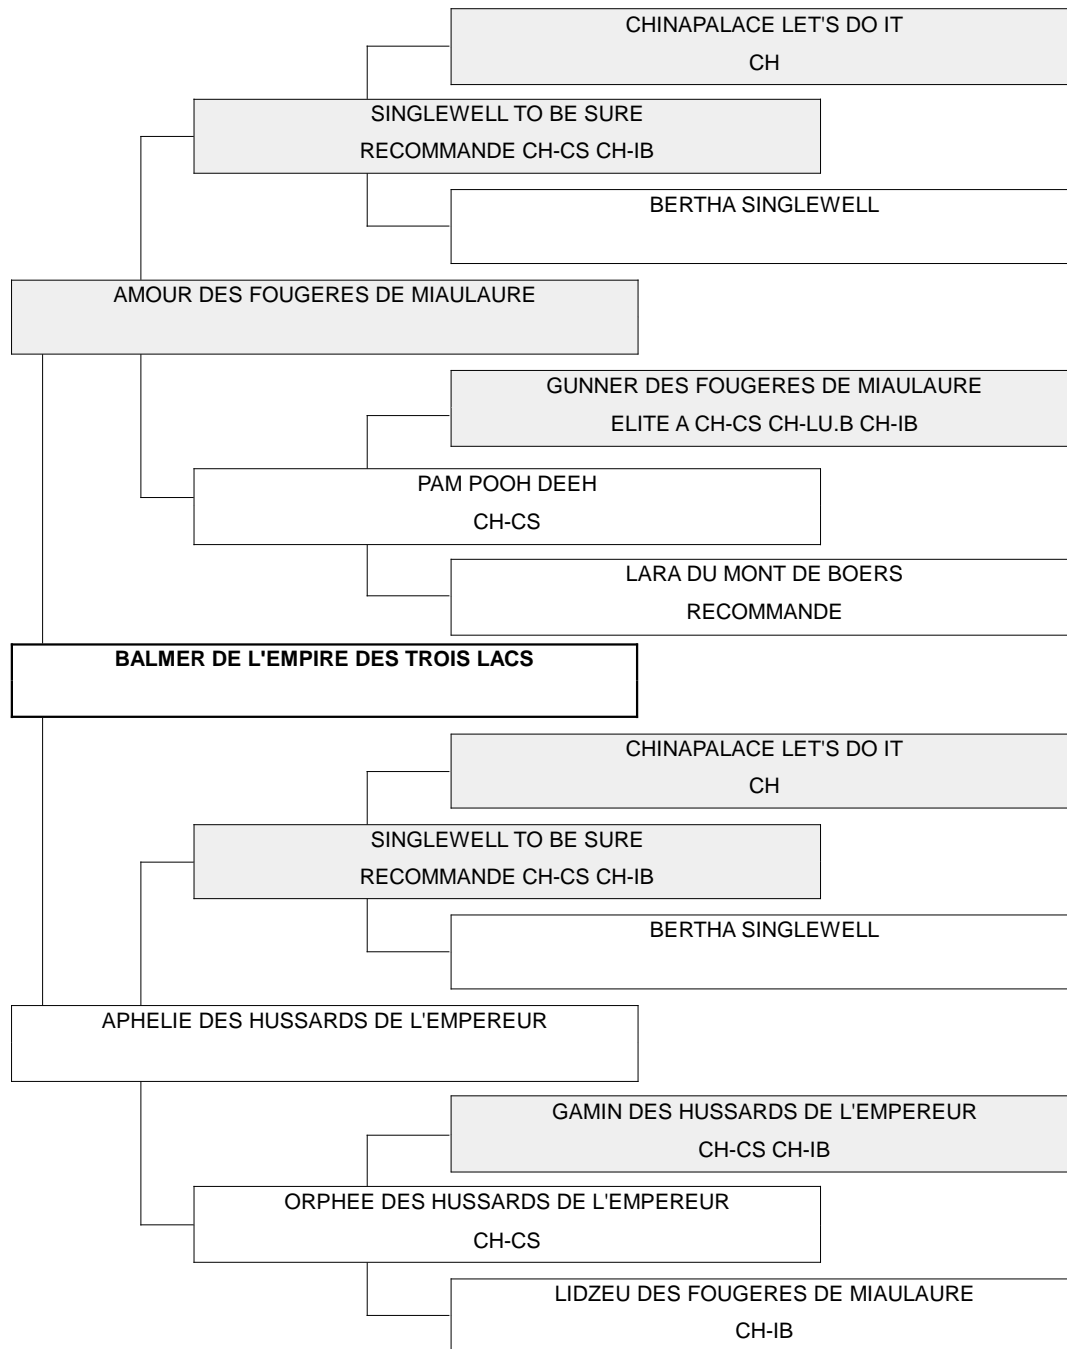 CHINAPALACE LET'S DO IT
CH
SINGLEWELL TO BE SURE
RECOMMANDE CH-CS CH-IB
BERTHA SINGLEWELL
AMOUR DES FOUGERES DE MIAULAURE
GUNNER DES FOUGERES DE MIAULAURE
ELITE A CH-CS CH-LU.B CH-IB
PAM POOH DEEH
CH-CS
LARA DU MONT DE BOERS
RECOMMANDE
BALMER DE L'EMPIRE DES TROIS LACS
CHINAPALACE LET'S DO IT
CH
SINGLEWELL TO BE SURE
RECOMMANDE CH-CS CH-IB
BERTHA SINGLEWELL
APHELIE DES HUSSARDS DE L'EMPEREUR
GAMIN DES HUSSARDS DE L'EMPEREUR
CH-CS CH-IB
ORPHEE DES HUSSARDS DE L'EMPEREUR
CH-CS
LIDZEU DES FOUGERES DE MIAULAURE
CH-IB